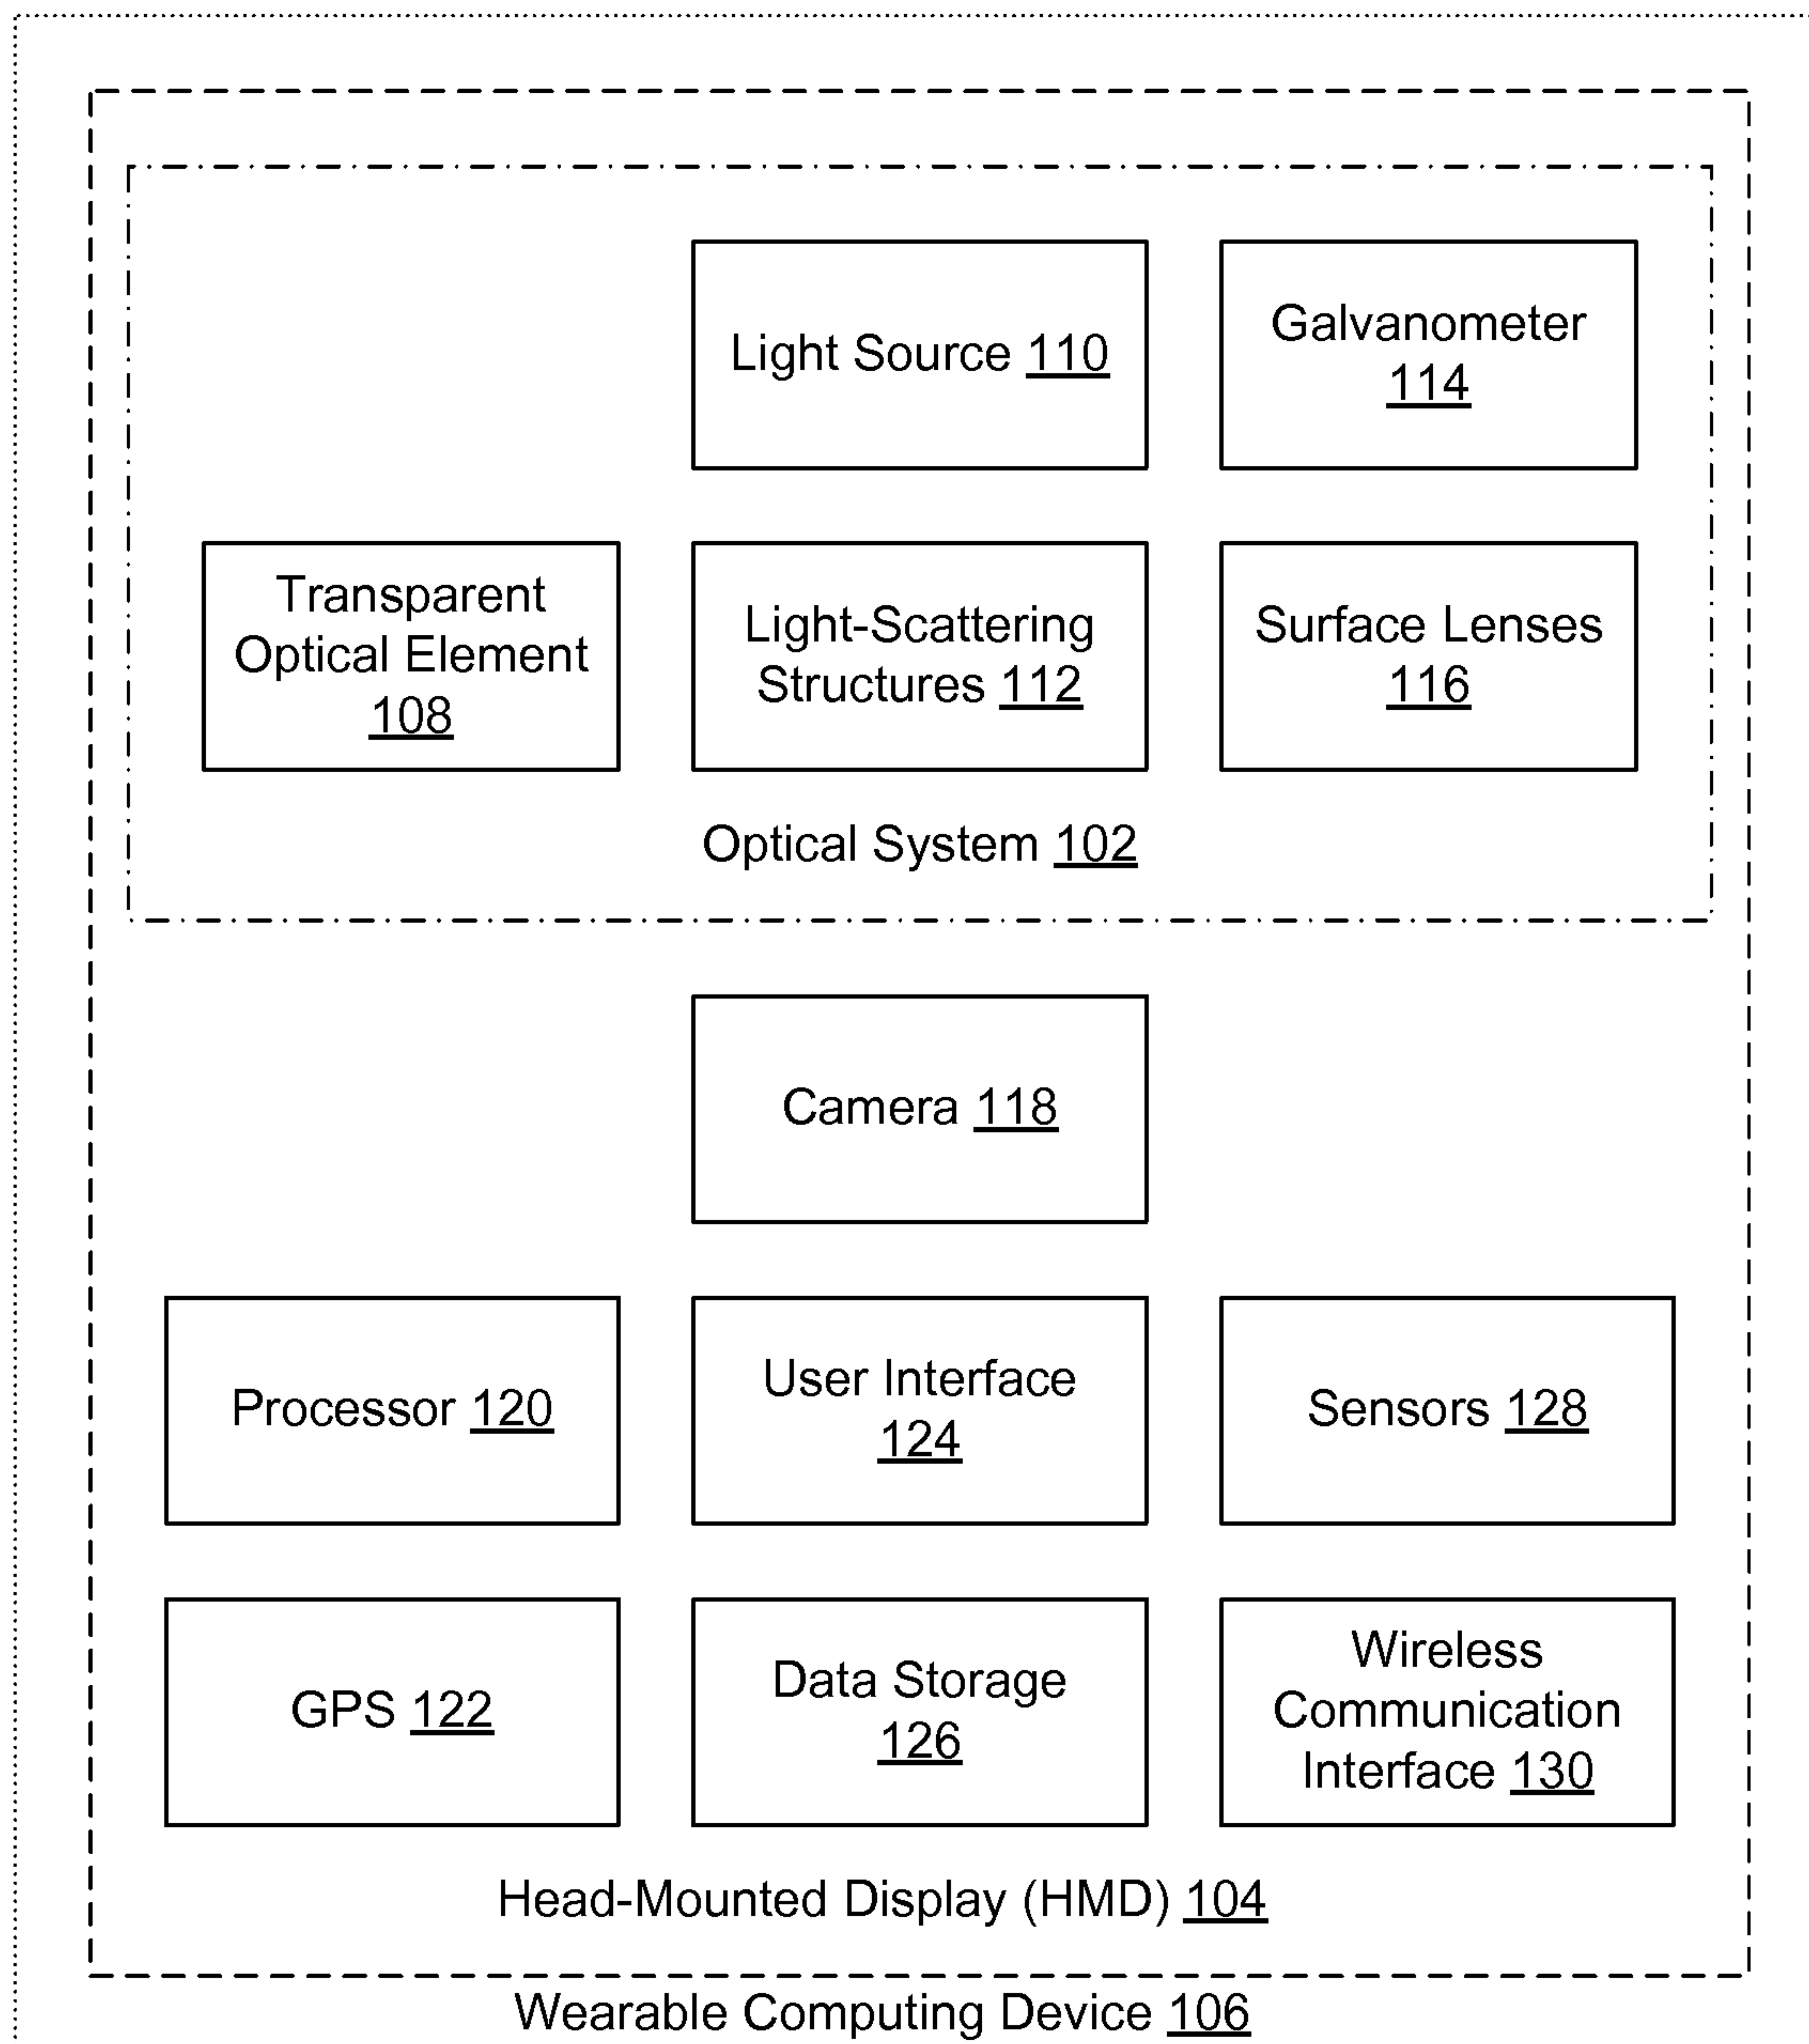 Light Source 110
Galvanometer
114
Transparent
Optical Element
108
Light-Scattering
Structures 112
Surface Lenses
116
Optical System 102
Camera 118
Processor 120
User Interface
124
Sensors 128
GPS 122
Data Storage
126
Wireless
Communication
Interface 130
Head-Mounted Display (HMD) 104
Wearable Computing Device 106